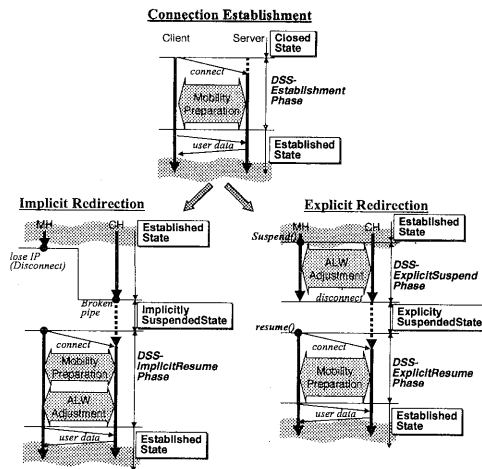 Connection Establishment
Client
Server
Closed
State
connect
DSS-
Establishment
Phase
Mobility
Preparation
user data
Established
State
Implicit Redirection
MH
CH
Established
State
lose IP
(Disconnect)
Broken
pipe
Implicitly
SuspendedState
connect
Mobility
Preparation
DSS-
ImplicitResume
Phase
ALW
Adjustment
user data
Established
State
Explicit Redirection
MH
CH
Established
State
Suspend()
ALW
Adjustment
DSS-
ExplicitSuspend
Phase
disconnect
Explicity
SuspendedState
resume()
connect
Mobility
Preparation
DSS-
ExplicitResume
Phase
user data
Established
State